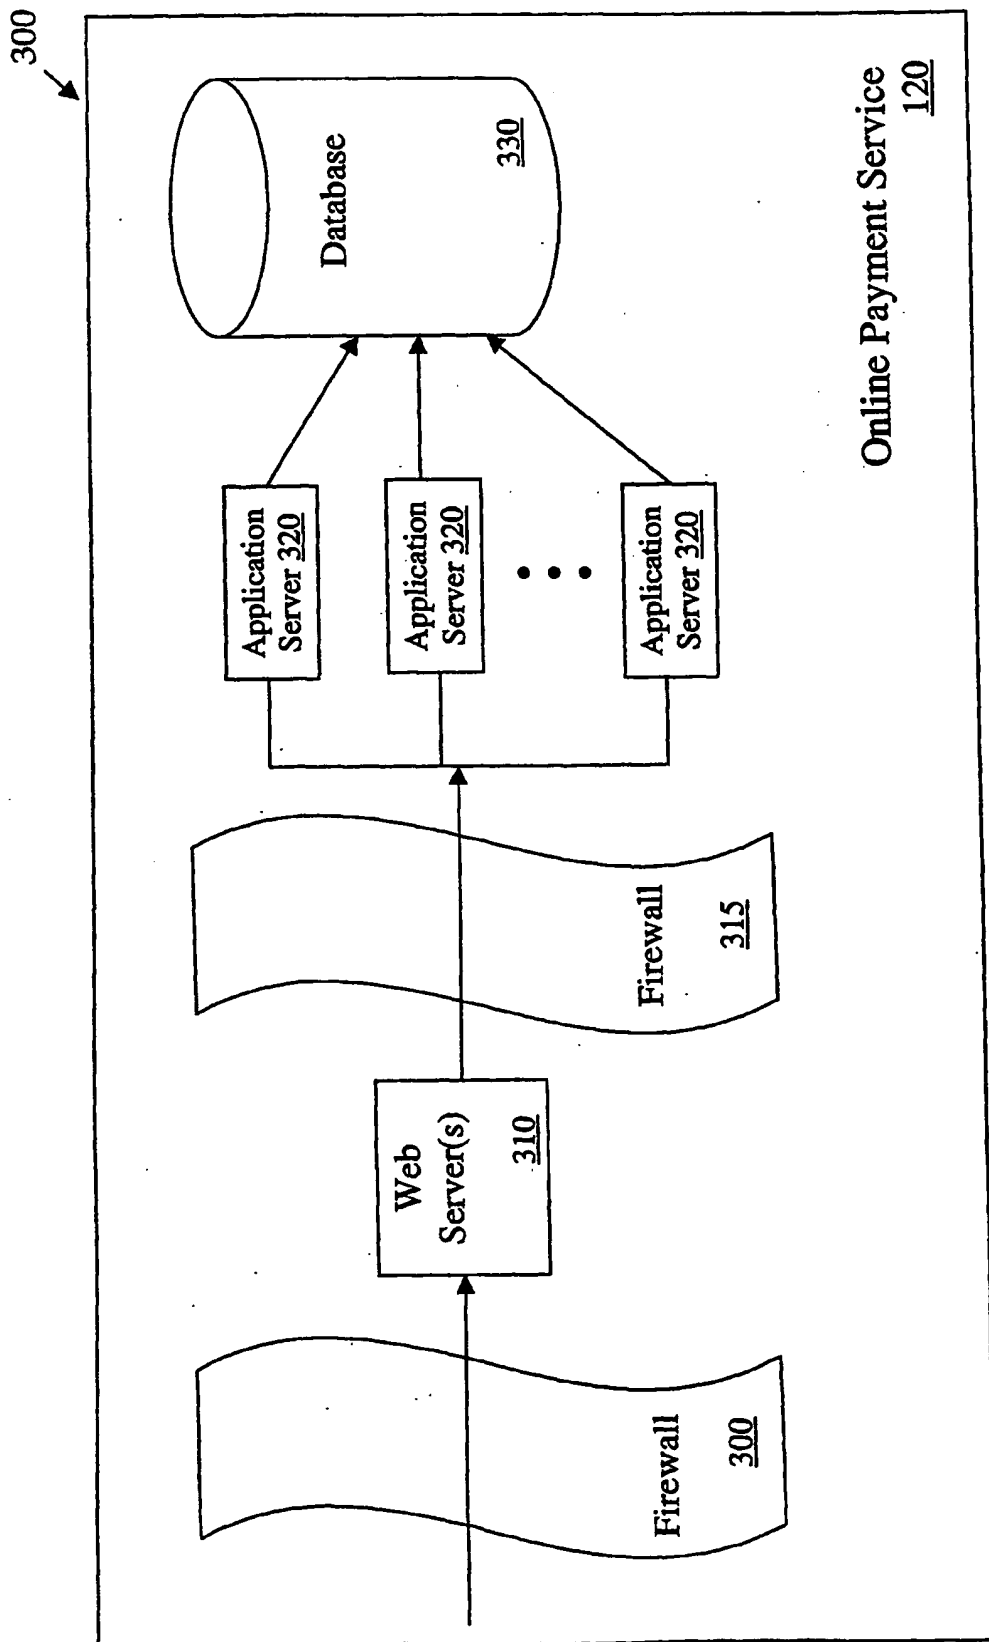 300
Firewall
300
Web
Server(s)
310
Firewall
315
Application
Server 320
Application
Server 320
Application
Server 320
Database
330
Online Payment Service
120